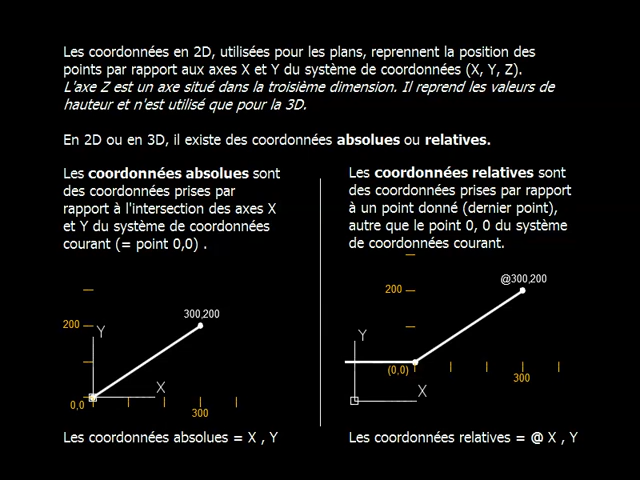 Les coordonnées en 2D, utilisées pour les plans, reprennent la position des
points par rapport aux axes X et Y du système de coordonnées (X, Y, Z).
L'axe Z est un axe situé dans la troisième dimension. Il reprend les valeurs de
hauteur et n'est utilisé que pour la 3D.
En 2D ou en 3D, il existe des coordonnées absolues ou relatives.
Les coordonnées absolues sont
des coordonnées prises par
rapport à l'intersection des axes X
et Y du système de coordonnées
courant (= point 0,0) .
300,200
200
Y
X
0,0
300
Les coordonnées absolues = X , Y
Les coordonnées relatives sont
des coordonnées prises par rapport
à un point donné (dernier point),
autre que le point 0, 0 du système
de coordonnées courant.
@300,200
200
Y
(0,0)
300
X
Les coordonnées relatives = @ X , Y